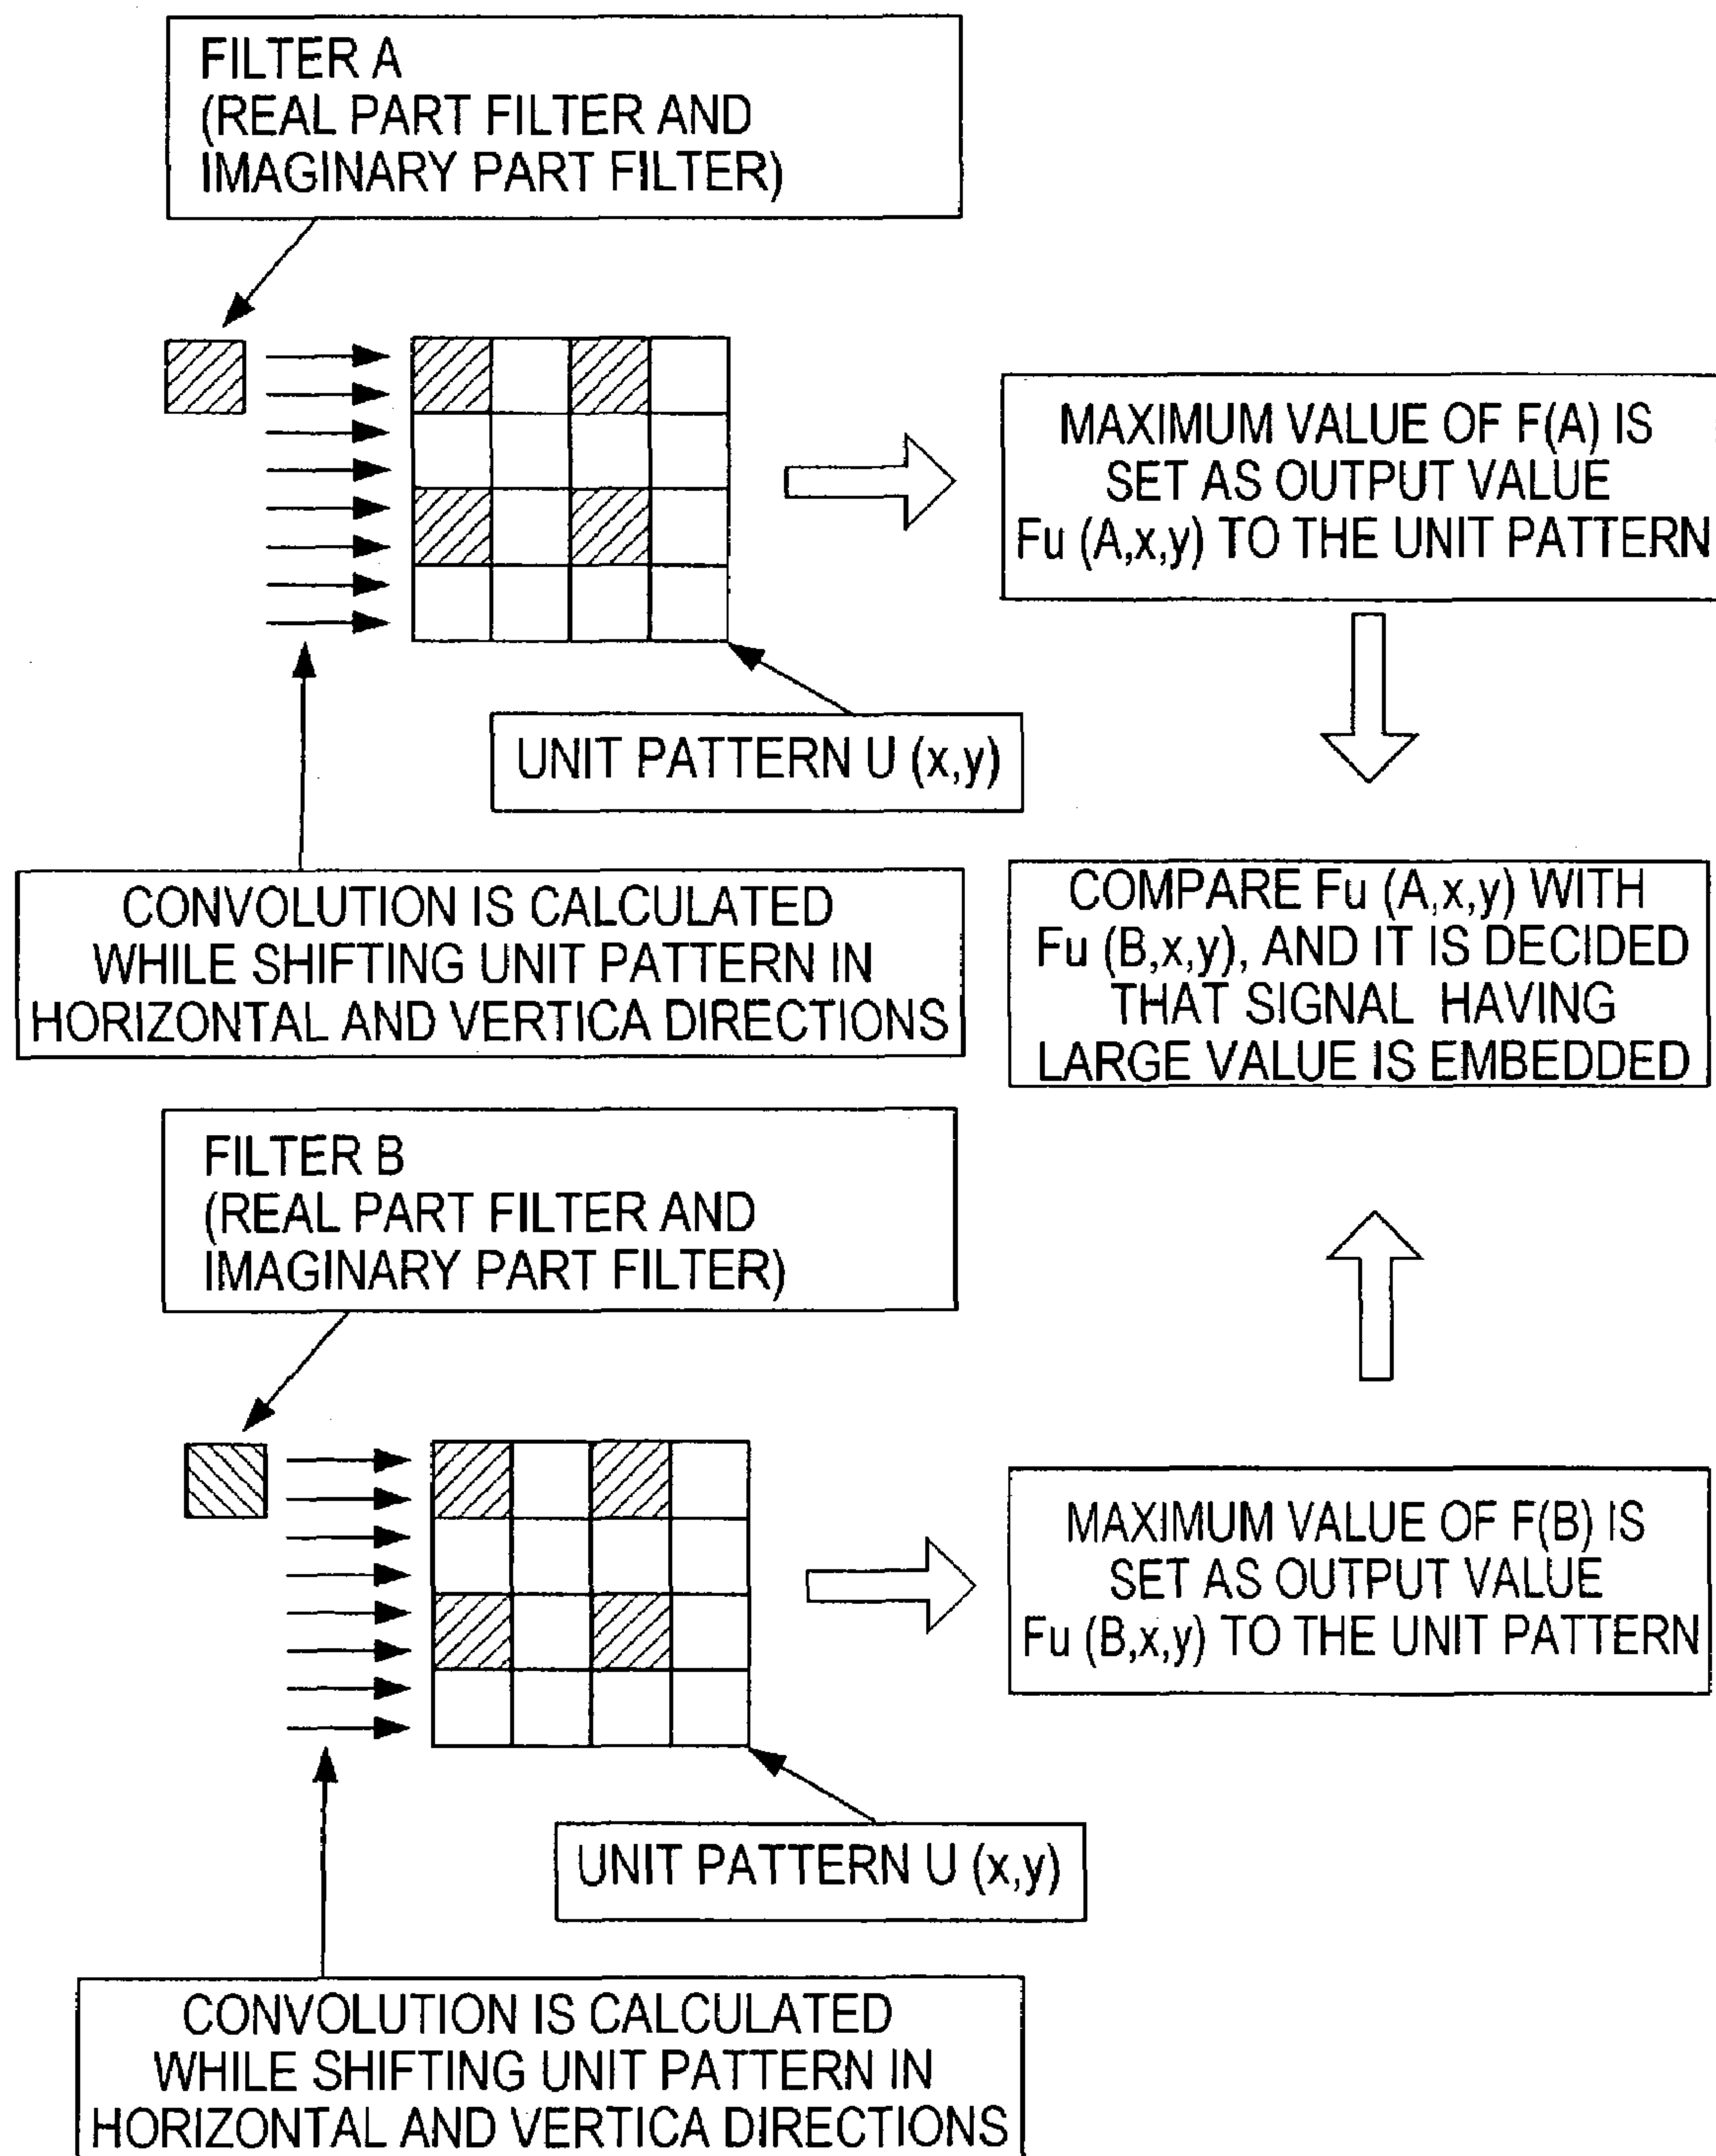 FILTER A
(REAL PART FILTER AND
IMAGINARY PART FILTER)
MAXIMUM VALUE OF F(A) IS
SET AS OUTPUT VALUE
Fu (A,x,y) TO THE UNIT PATTERN
UNIT PATTERN U (x,y)
CONVOLUTION IS CALCULATED
WHILE SHIFTING UNIT PATTERN IN
HORIZONTAL AND VERTICA DIRECTIONS
COMPARE Fu (A,x,y) WITH
Fu (B,x,y), AND IT IS DECIDED
THAT SIGNAL HAVING
LARGE VALUE IS EMBEDDED
FILTER B
(REAL PART FILTER AND
IMAGINARY PART FILTER)
MAXIMUM VALUE OF F(B) IS
SET AS OUTPUT VALUE
Fu (B,x,y) TO THE UNIT PATTERN
UNIT PATTERN U (x,y)
CONVOLUTION IS CALCULATED
WHILE SHIFTING UNIT PATTERN IN
HORIZONTAL AND VERTICA DIRECTIONS